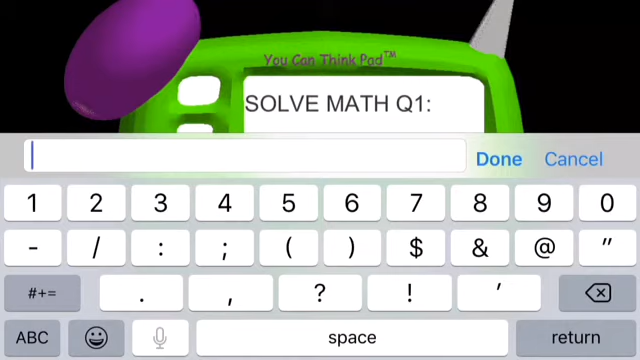 You Can Think Pad™
SOLVE MATH Q1:
Done Cancel
1 2 3 4 5 6 7 8 9 0
- / : ; ( ) $ & @ "
#+= . , ? ! '
ABC space return